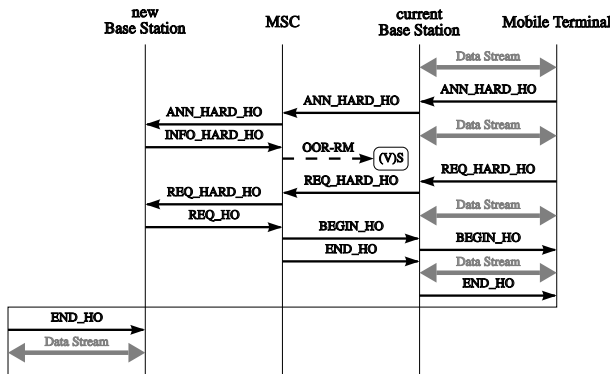 new
Base Station
MSC
current
Base Station
Mobile Terminal
Data Stream
ANN_HARD_HO
ANN_HARD_HO
ANN_HARD_HO
Data Stream
INFO_HARD_HO
OOR-RM
(V)S
REQ_HARD_HO
REQ_HARD_HO
REQ_HARD_HO
Data Stream
REQ_HO
BEGIN_HO
BEGIN_HO
END_HO
Data Stream
END_HO
END_HO
Data Stream